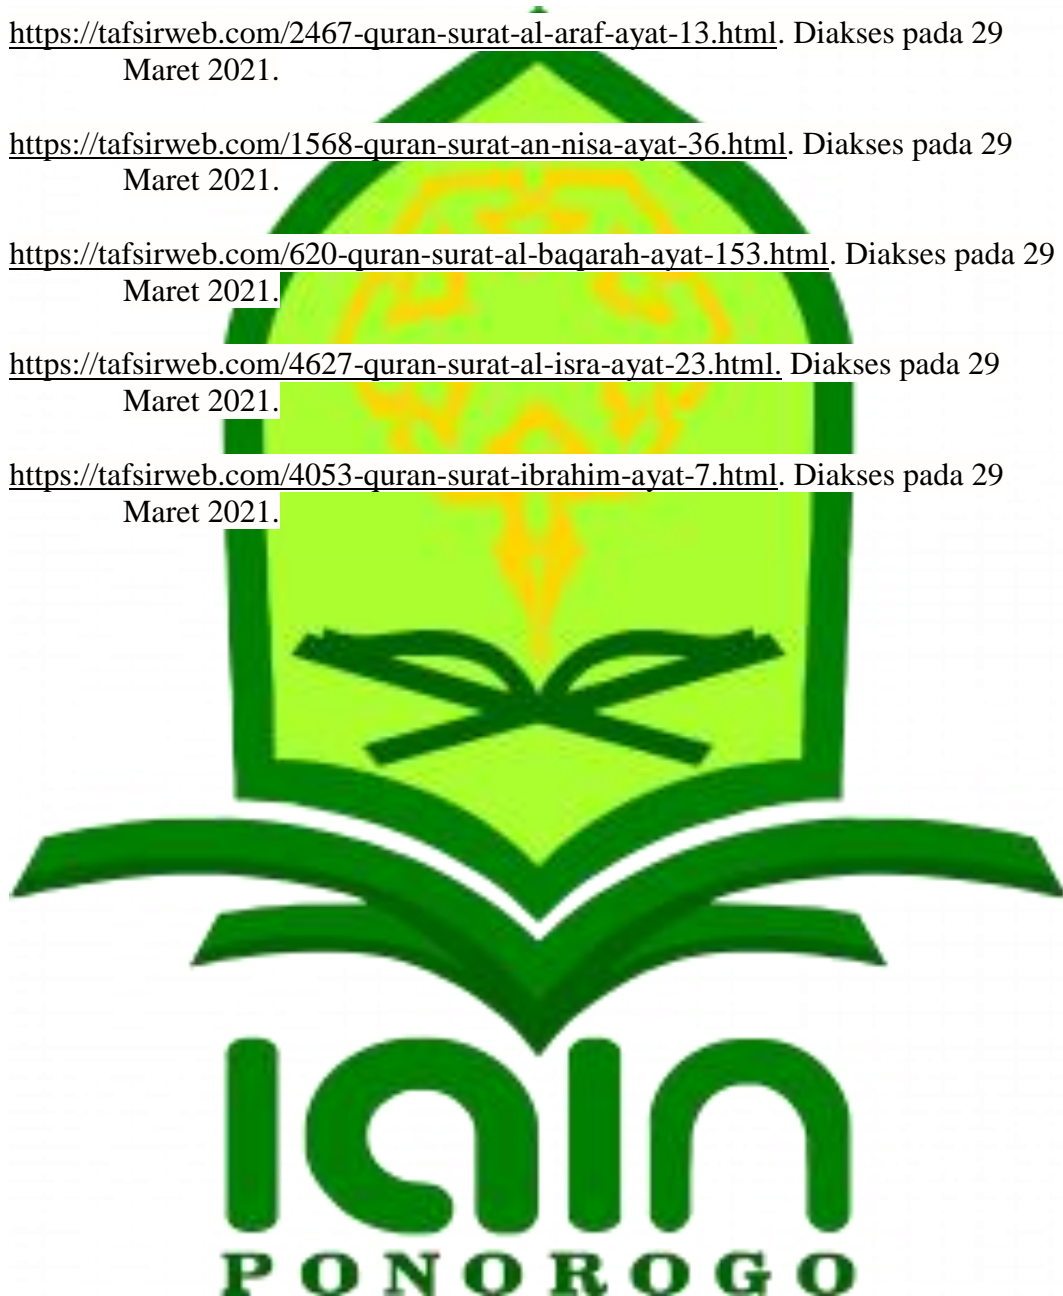 https://tafsirweb.com/2467-quran-surat-al-araf-ayat-13.html. Diakses pada 29
Maret 2021.
https://tafsirweb.com/1568-quran-surat-an-nisa-ayat-36.html. Diakses pada 29
Maret 2021.
https://tafsirweb.com/620-quran-surat-al-baqarah-ayat-153.html. Diakses pada 29
Maret 2021.
https://tafsirweb.com/4627-quran-surat-al-isra-ayat-23.html. Diakses pada 29
Maret 2021.
https://tafsirweb.com/4053-quran-surat-ibrahim-ayat-7.html. Diakses pada 29
Maret 2021.
iain
PONOROGO